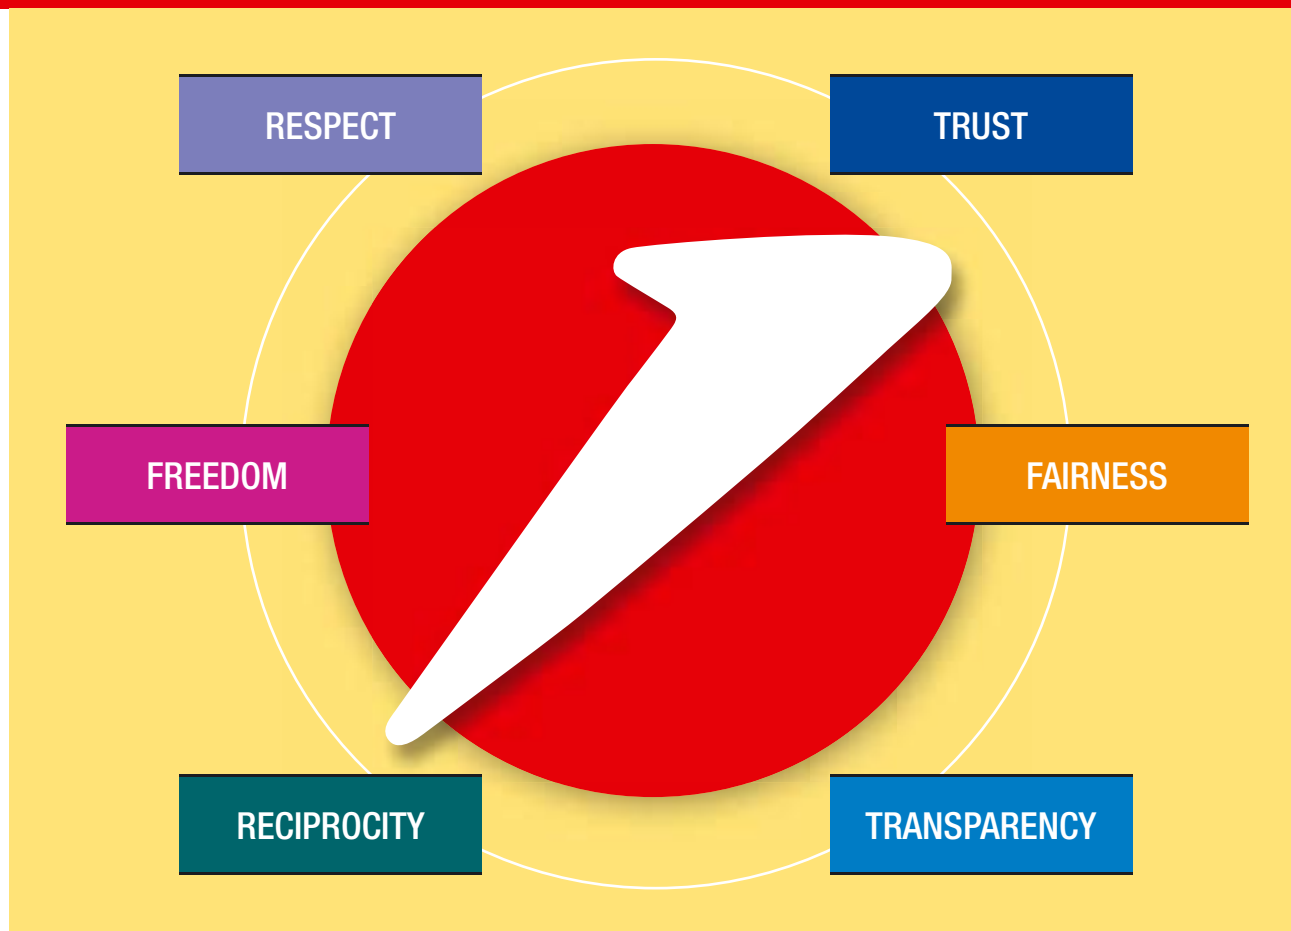 RESPECT
TRUST
FREEDOM
FAIRNESS
RECIPROCITY
TRANSPARENCY